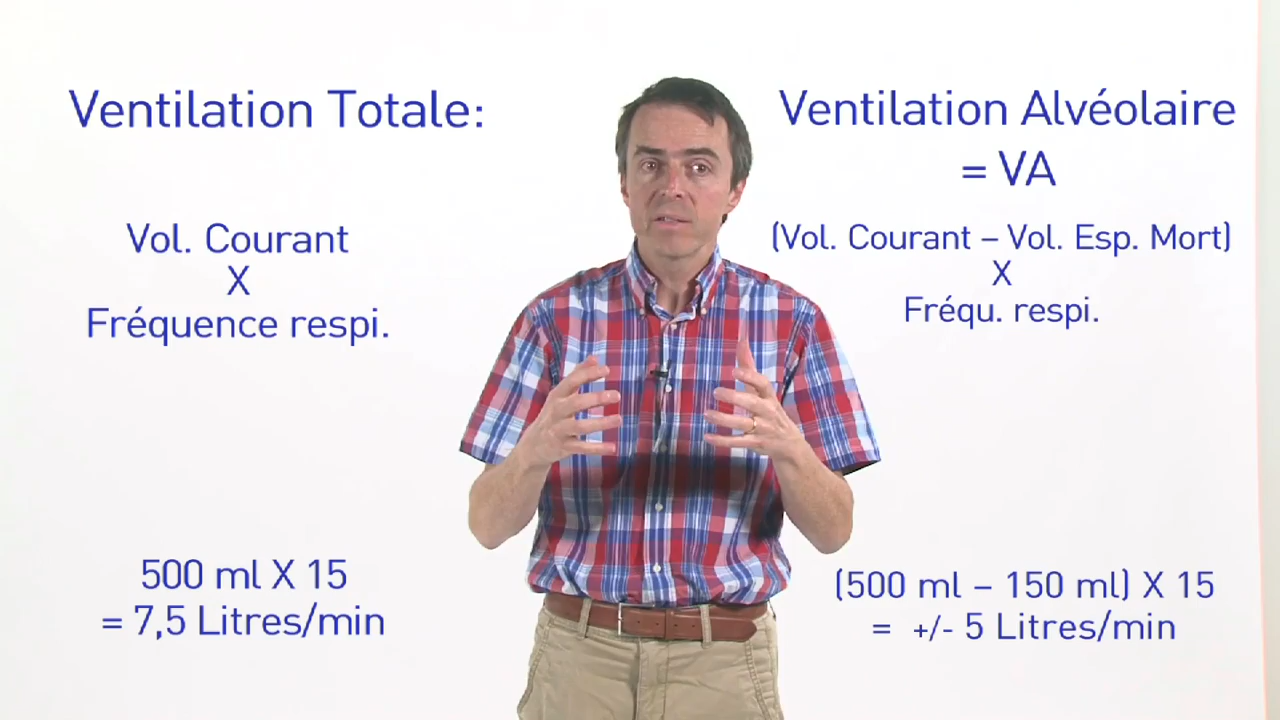 Ventilation Totale:
Vol. Courant
X
Fréquence respi.
500 ml X 15
= 7,5 Litres/min
Ventilation Alvéolaire
= VA
(Vol. Courant – Vol. Esp. Mort)
X
Fréqu. respi.
(500 ml – 150 ml) X 15
= +/- 5 Litres/min